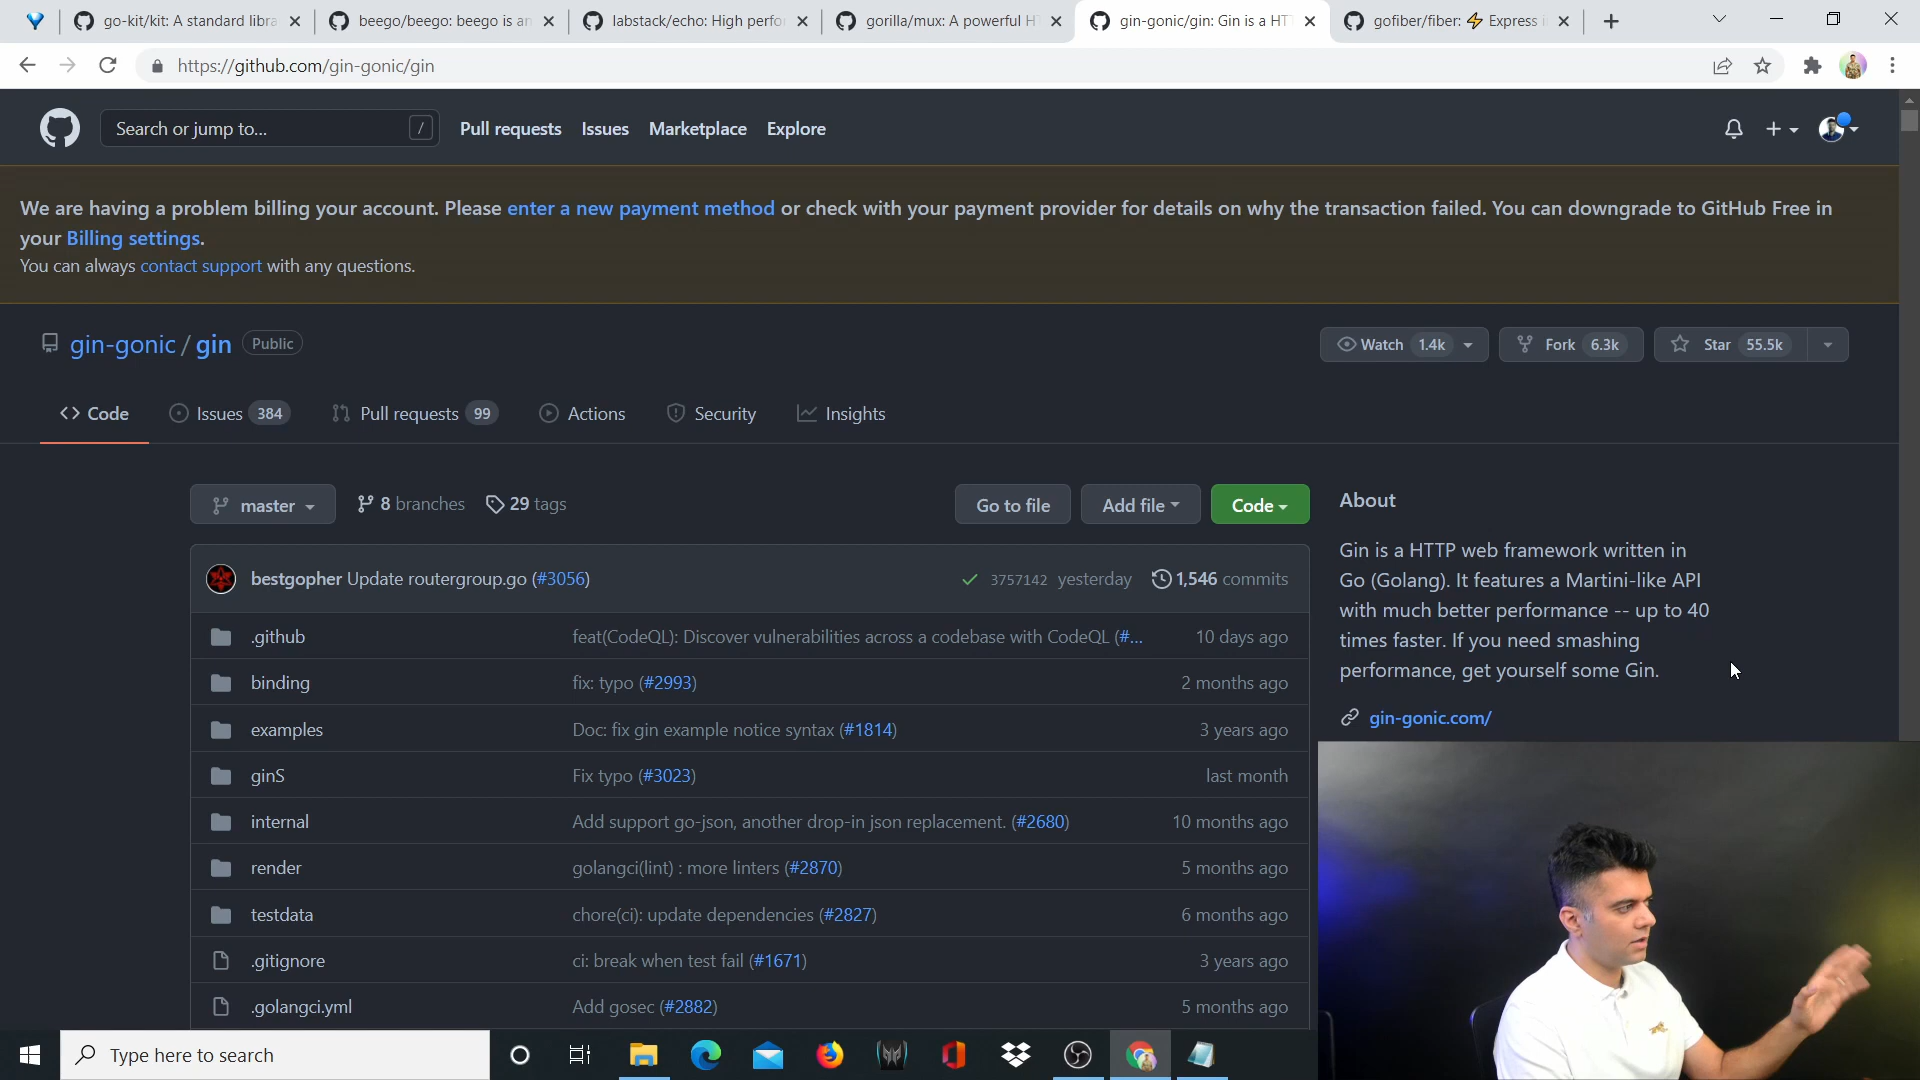 go-kit/kit: A standard libra
beego/beego: beego is an
labstack/echo: High perfo
gorilla/mux: A powerful H
gin-gonic/gin: Gin is a HT
gofiber/fiber: ⚡ Express i
https://github.com/gin-gonic/gin
Search or jump to...
/
Pull requests
Issues
Marketplace
Explore
We are having a problem billing your account. Please enter a new payment method or check with your payment provider for details on why the transaction failed. You can downgrade to GitHub Free in
your Billing settings.
You can always contact support with any questions.
gin-gonic / gin
Public
Watch 1.4k
Fork 6.3k
Star 55.5k
Code
Issues 384
Pull requests 99
Actions
Security
Insights
master
8 branches
29 tags
Go to file
Add file
Code
About
Gin is a HTTP web framework written in
Go (Golang). It features a Martini-like API
with much better performance -- up to 40
times faster. If you need smashing
performance, get yourself some Gin.
gin-gonic.com/
bestgopher Update routergroup.go (#3056)
3757142 yesterday
1,546 commits
.github
feat(CodeQL): Discover vulnerabilities across a codebase with CodeQL (#...
10 days ago
binding
fix: typo (#2993)
2 months ago
examples
Doc: fix gin example notice syntax (#1814)
3 years ago
ginS
Fix typo (#3023)
last month
internal
Add support go-json, another drop-in json replacement. (#2680)
10 months ago
render
golangci(lint) : more linters (#2870)
5 months ago
testdata
chore(ci): update dependencies (#2827)
6 months ago
.gitignore
ci: break when test fail (#1671)
3 years ago
.golangci.yml
Add gosec (#2882)
5 months ago
Type here to search